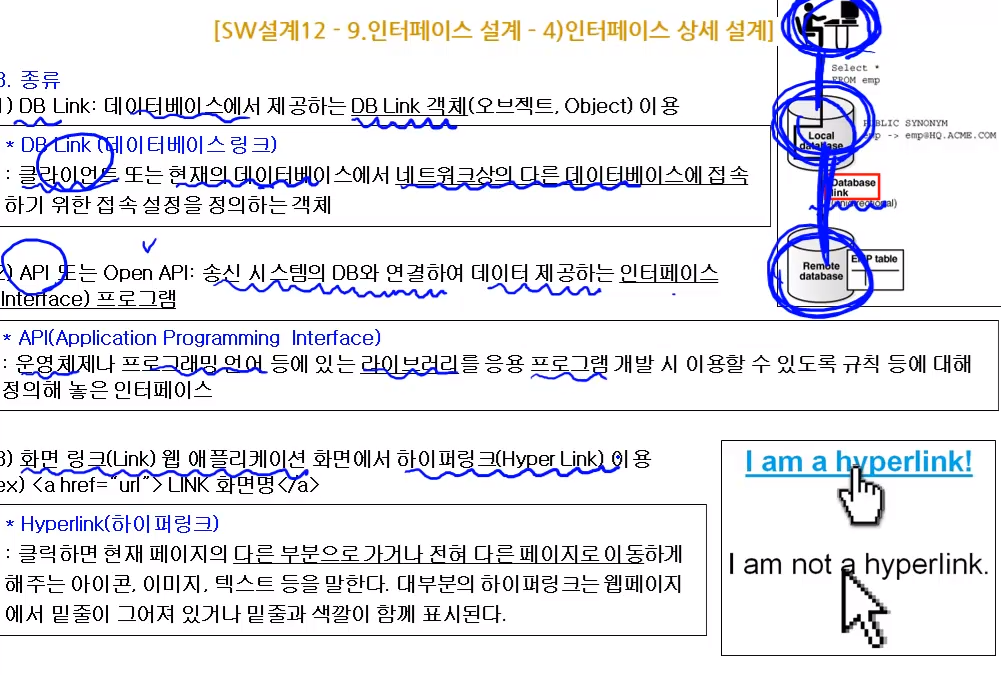 [SW설계12 - 9.인터페이스 설계 - 4)인터페이스 상세 설계]
3. 종류
1) DB Link: 데이터베이스에서 제공하는 DB Link 객체(오브젝트, Object) 이용
* DB Link (데이터베이스 링크)
: 클라이언트 또는 현재의 데이터베이스에서 네트워크상의 다른 데이터베이스에 접속
하기 위한 접속 설정을 정의하는 객체
Select *
FROM emp
Local
database
PUBLIC SYNONYM
emp -> emp@HQ.ACME.COM
Database
link
(unidirectional)
Remote
database
EMP table
2) API 또는 Open API: 송신 시스템의 DB와 연결하여 데이터 제공하는 인터페이스
Interface) 프로그램
* API(Application Programming Interface)
: 운영체제나 프로그래밍 언어 등에 있는 라이브러리를 응용 프로그램 개발 시 이용할 수 있도록 규칙 등에 대해
정의해 놓은 인터페이스
3) 화면 링크(Link) 웹 애플리케이션 화면에서 하이퍼링크(Hyper Link) 이용
ex) <a href="url"> LINK 화면명</a>
* Hyperlink(하이퍼링크)
: 클릭하면 현재 페이지의 다른 부분으로 가거나 전혀 다른 페이지로 이동하게
해주는 아이콘, 이미지, 텍스트 등을 말한다. 대부분의 하이퍼링크는 웹페이지
에서 밑줄이 그어져 있거나 밑줄과 색깔이 함께 표시된다.
I am a hyperlink!
I am not a hyperlink.